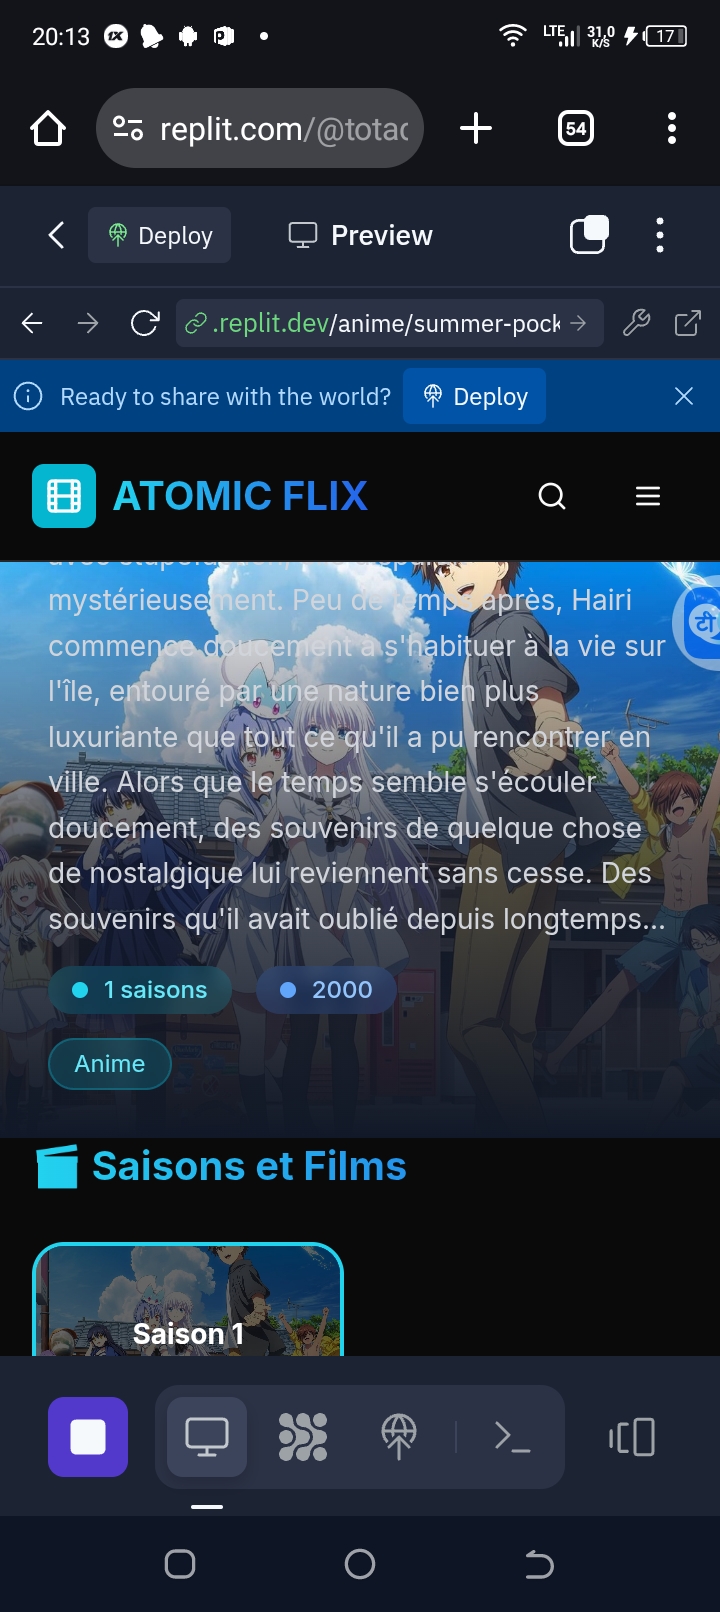 20:13
LTE
31,0
K/S
17
replit.com/@totac
54
Deploy
Preview
.replit.dev/anime/summer-pock
Ready to share with the world?
Deploy
ATOMIC FLIX
mystérieusement. Peu de temps après, Hairi
commence doucement à s'habituer à la vie sur
l'île, entouré par une nature bien plus
luxuriante que tout ce qu'il a pu rencontrer en
ville. Alors que le temps semble s'écouler
doucement, des souvenirs de quelque chose
de nostalgique lui reviennent sans cesse. Des
souvenirs qu'il avait oublié depuis longtemps...
1 saisons
2000
Anime
Saisons et Films
Saison 1